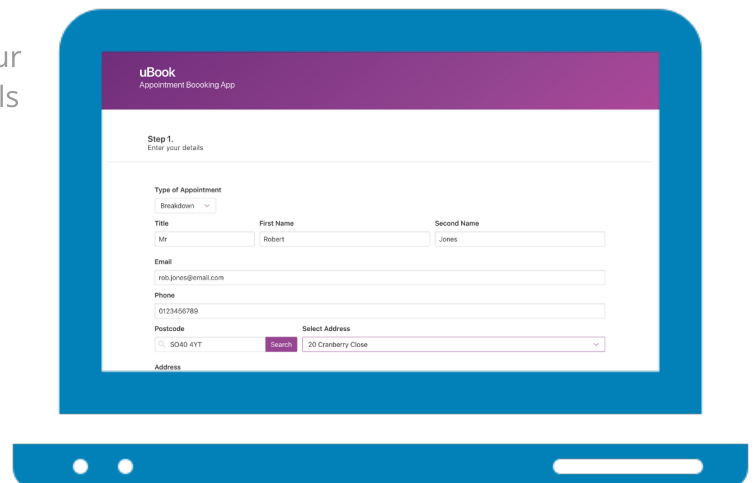 uBook
Appointment Boooking App
Step 1.
Enter your details
Type of Appointment
Breakdown
Title First Name Second Name
Mr Robert Jones
Email
rob.jones@email.com
Phone
0123456789
Postcode Select Address
SO40 4YT Search 20 Cranberry Close
Address